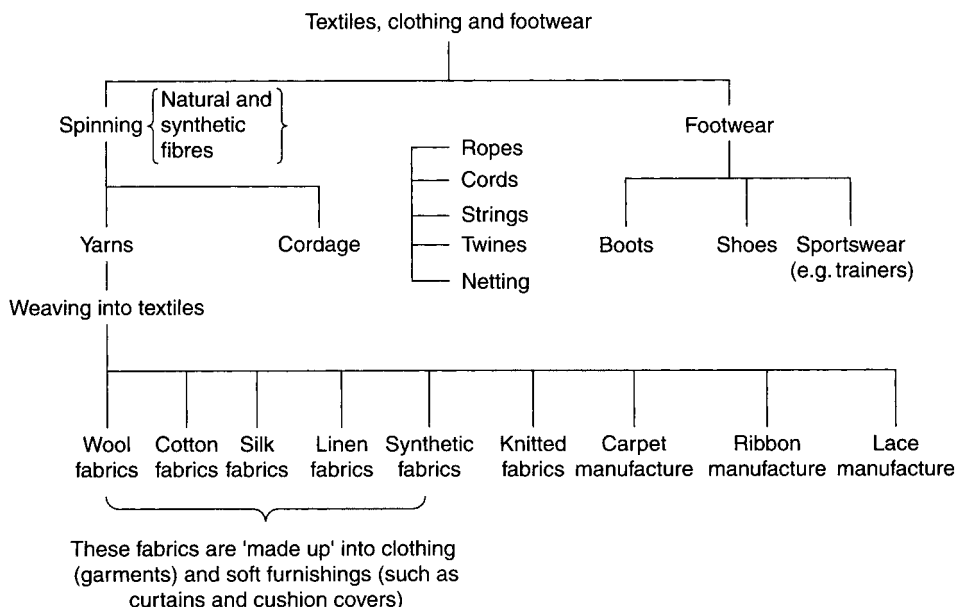 Textiles, clothing and footwear
Spinning
Natural and
synthetic
fibres
Footwear
Ropes
Cords
Strings
Twines
Netting
Yarns
Cordage
Boots
Shoes
Sportswear
(e.g. trainers)
Weaving into textiles
Wool
fabrics
Cotton
fabrics
Silk
fabrics
Linen
fabrics
Synthetic
fabrics
Knitted
fabrics
Carpet
manufacture
Ribbon
manufacture
Lace
manufacture
These fabrics are 'made up' into clothing
(garments) and soft furnishings (such as
curtains and cushion covers)